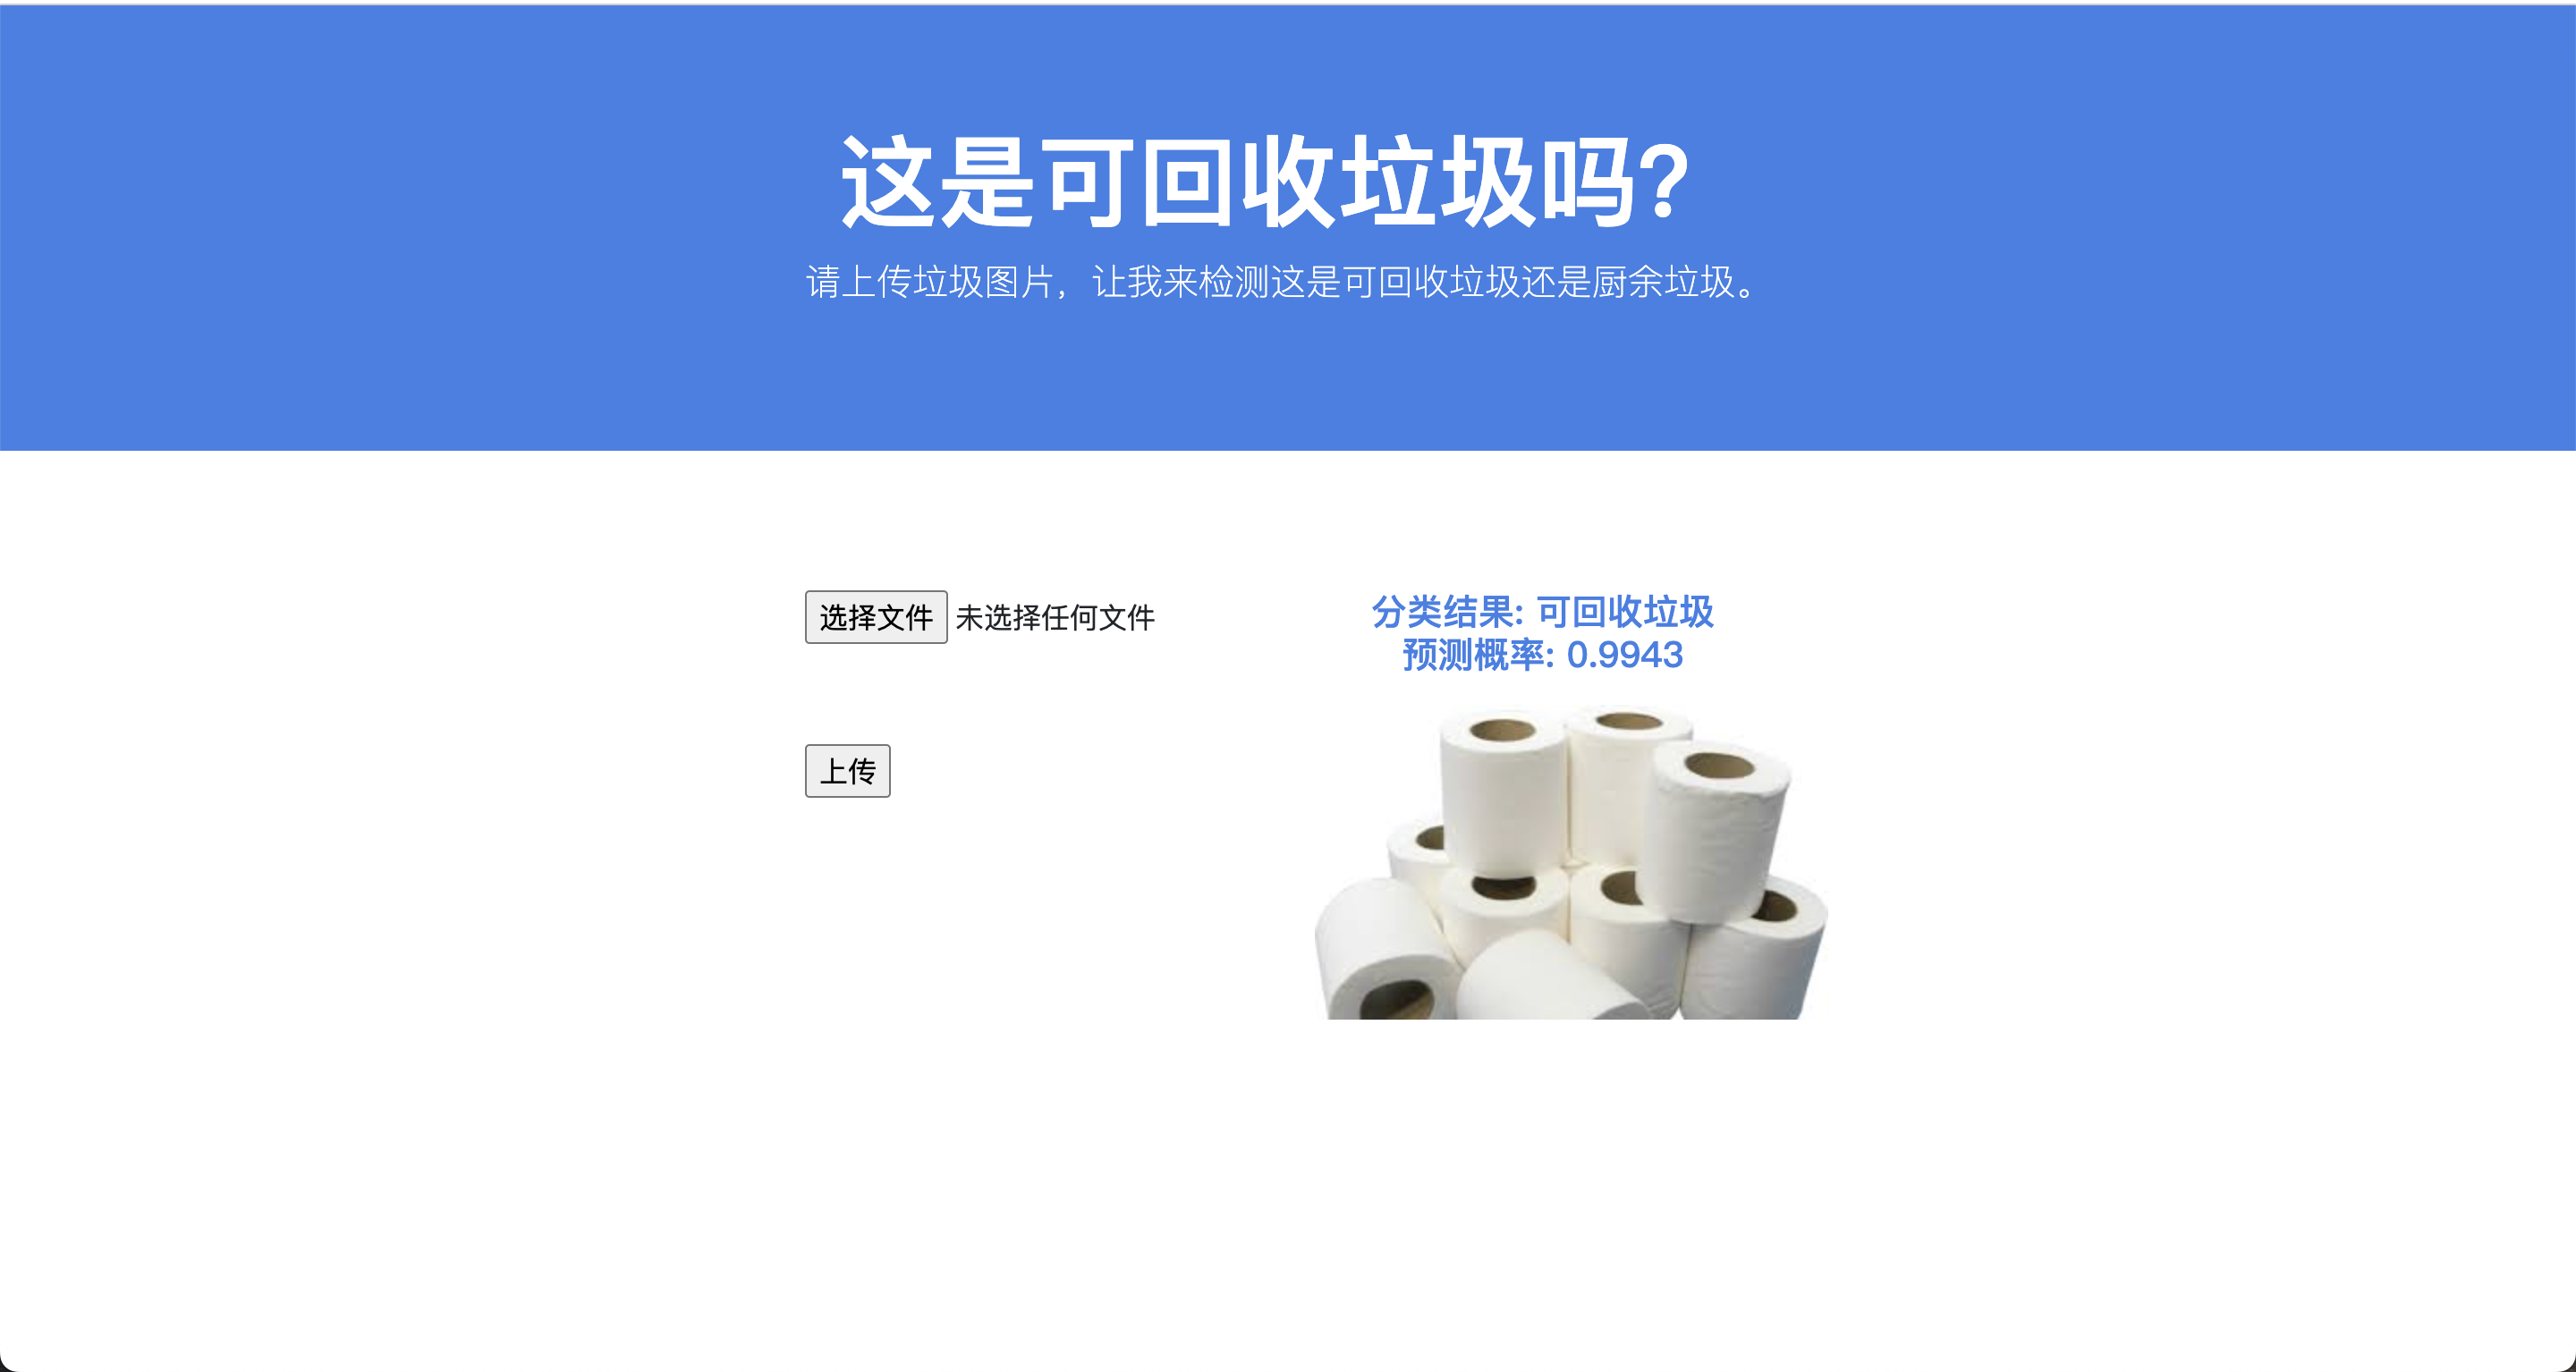 这是可回收垃圾吗?
请上传垃圾图片，让我来检测这是可回收垃圾还是厨余垃圾。
选择文件 未选择任何文件
上传
分类结果: 可回收垃圾
预测概率: 0.9943